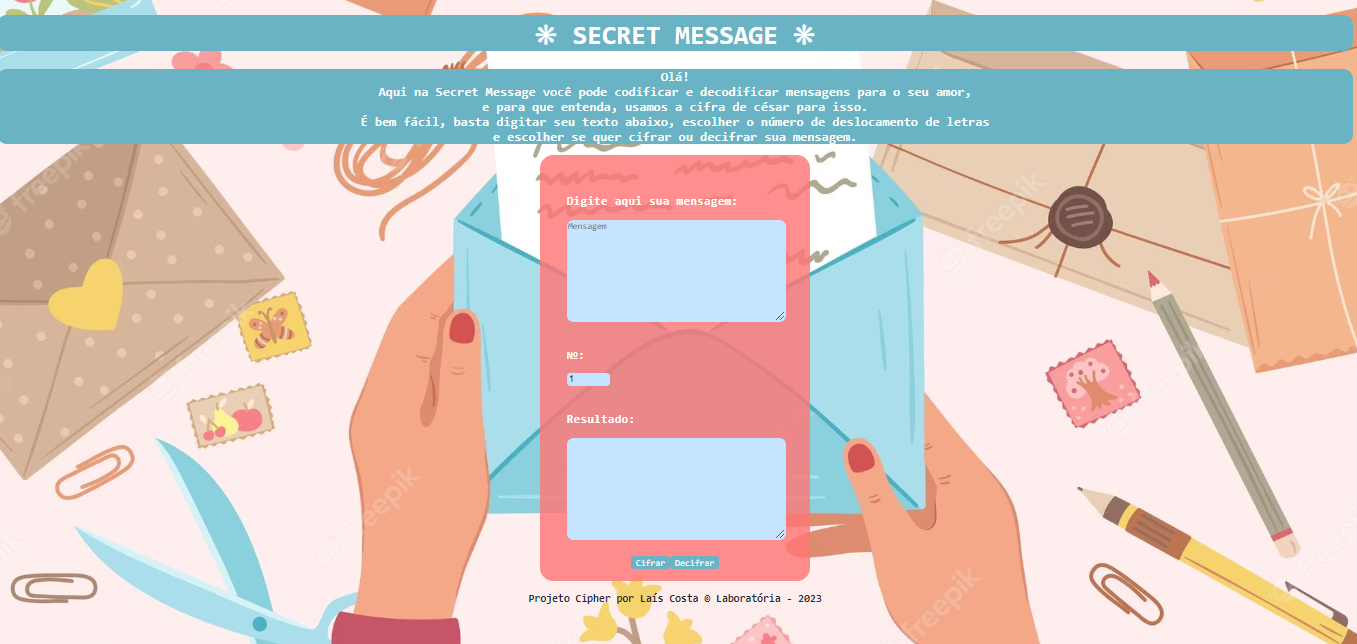 ❋ SECRET MESSAGE ❋
Olá!
Aqui na Secret Message você pode codificar e decodificar mensagens para o seu amor,
e para que entenda, usamos a cifra de césar para isso.
É bem fácil, basta digitar seu texto abaixo, escolher o número de deslocamento de letras
e escolher se quer cifrar ou decifrar sua mensagem.
Digite aqui sua mensagem:
Mensagem
Nº:
1
Resultado:
Cifrar Decifrar
Projeto Cipher por Laís Costa © Laboratória - 2023
freepik
freepik
freepik
freepik